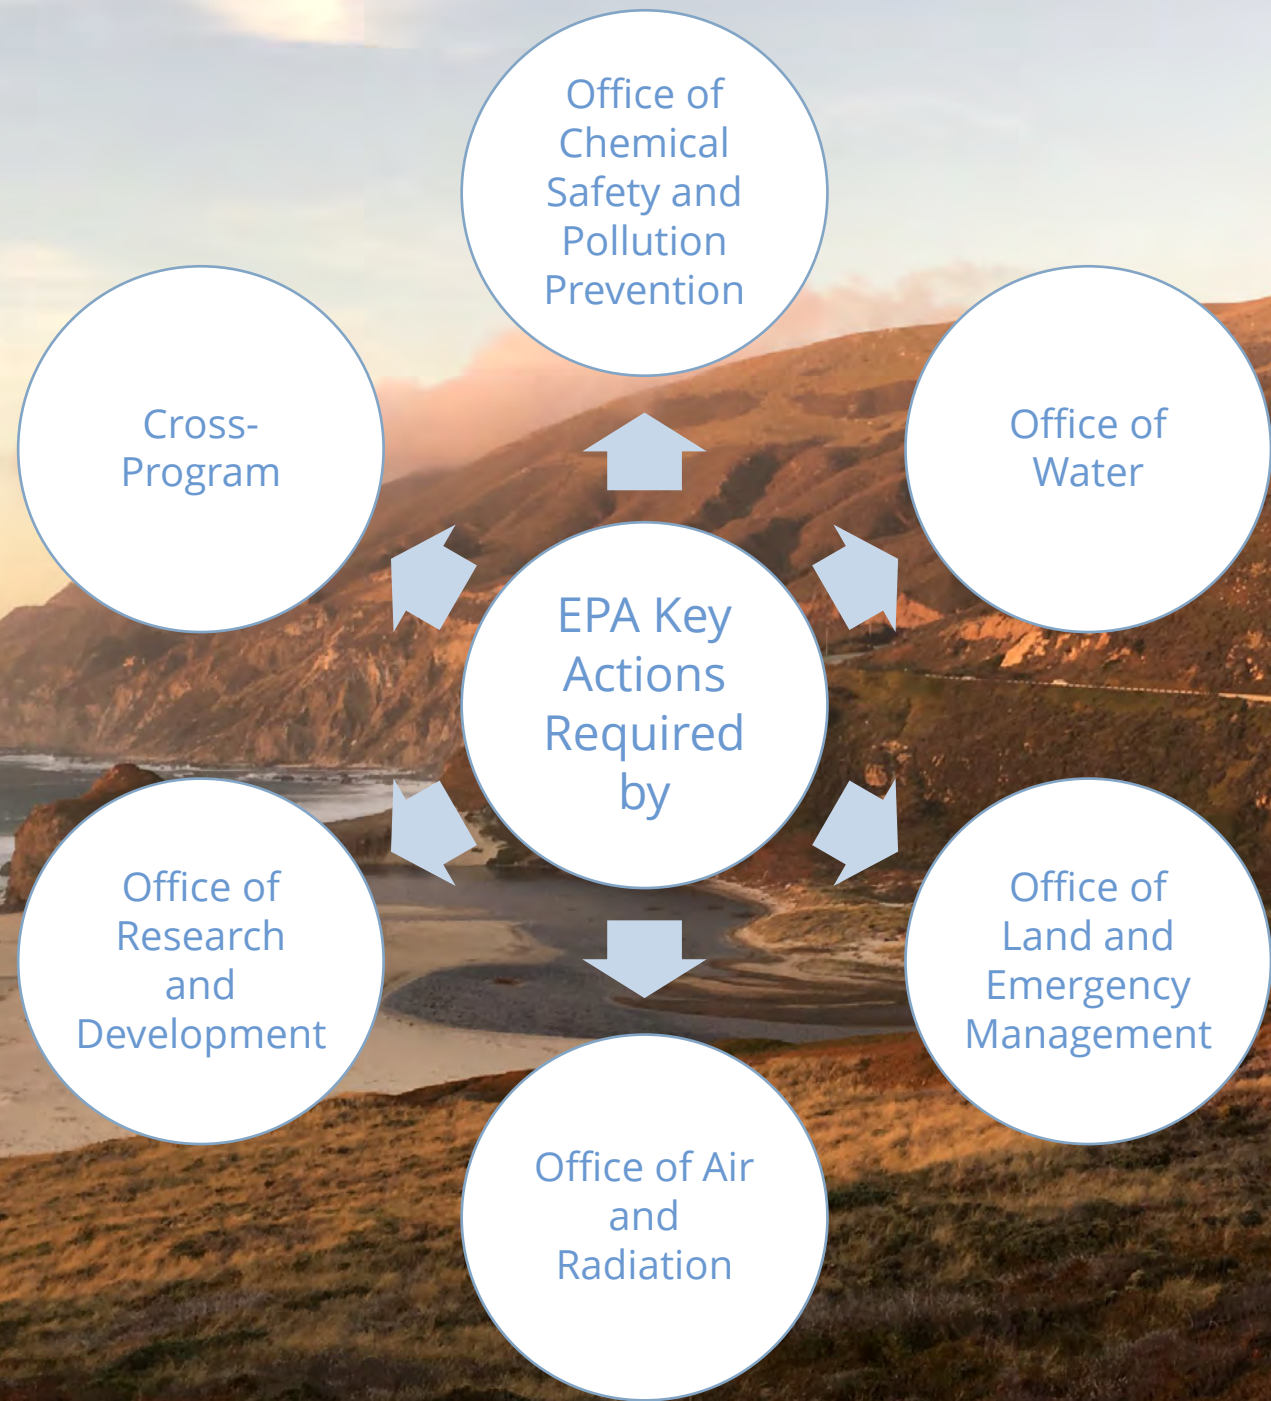 Office of
Chemical
Safety and
Pollution
Prevention
Cross-
Program
Office of
Water
EPA Key
Actions
Required
by
Office of
Research
and
Development
Office of
Land and
Emergency
Management
Office of Air
and
Radiation